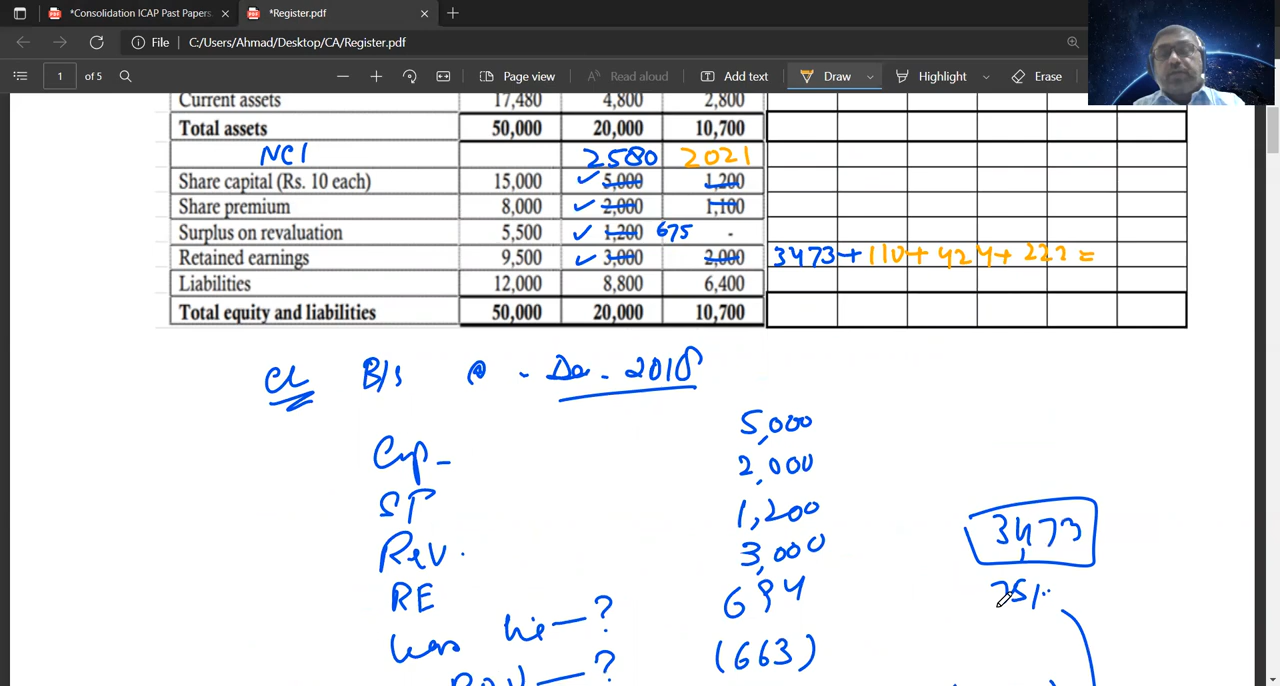 *Consolidation ICAP Past Papers.
*Register.pdf
File
C:/Users/Ahmad/Desktop/CA/Register.pdf
1 of 5
Page view
Read aloud
Add text
Draw
Highlight
Erase
Current assets 17,480 4,800 2,800
Total assets 50,000 20,000 10,700
NCI 2580 2021
Share capital (Rs. 10 each) 15,000 5,000 1,200
Share premium 8,000 2,000 1,100
Surplus on revaluation 5,500 1,200 675 -
Retained earnings 9,500 3,000 2,000 3473+110+424+222=
Liabilities 12,000 8,800 6,400
Total equity and liabilities 50,000 20,000 10,700
CL B/S @ - Dec. 2018
5,000
Cap -
2,000
SP
1,200
Rev.
3,000
3473
RE
694
75%
?
(663)
?